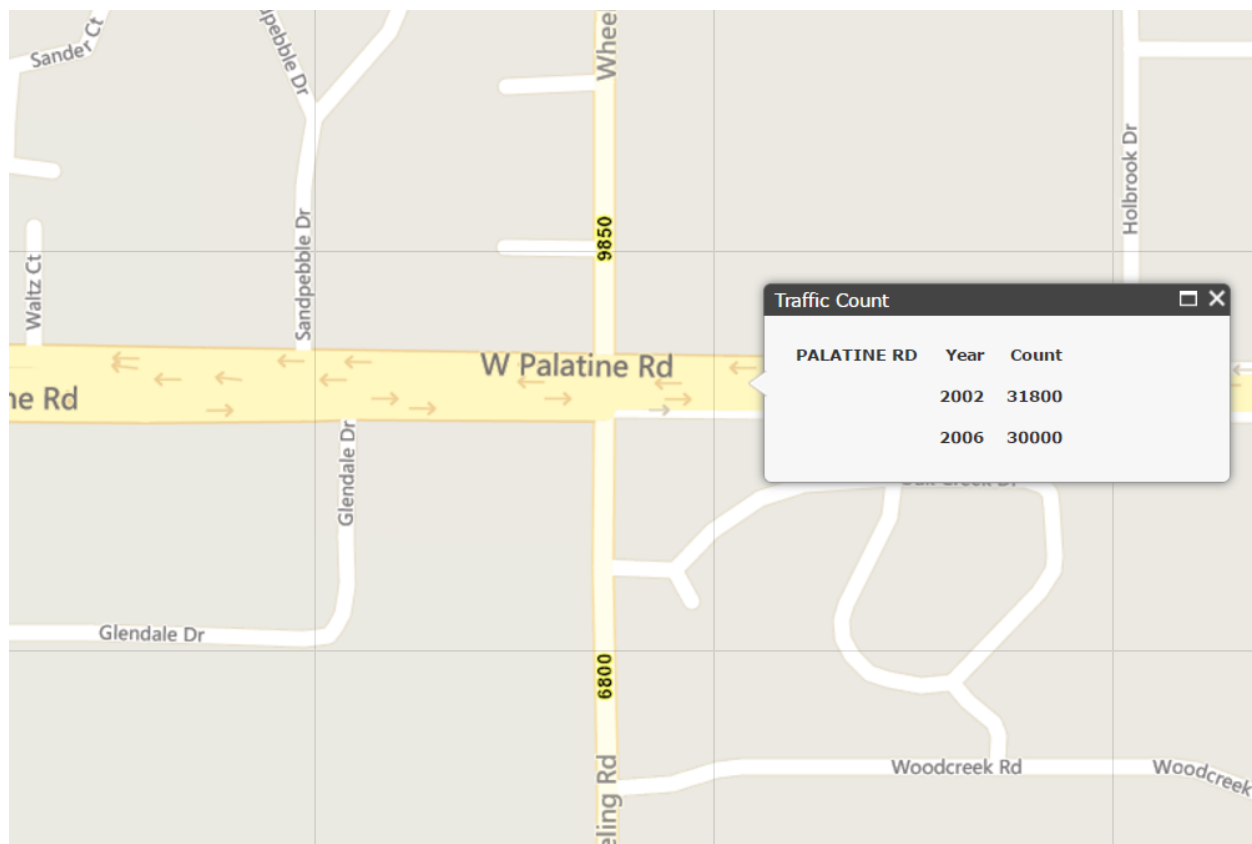 Sander Ct
pebble Dr
Whee
Holbrook Dr
Sandpebble Dr
9850
Waltz Ct
Traffic Count
PALATINE RD Year Count
2002 31800
2006 30000
W Palatine Rd
ne Rd
Glendale Dr
Glendale Dr
6800
Woodcreek Rd
Woodcreek
eling Rd